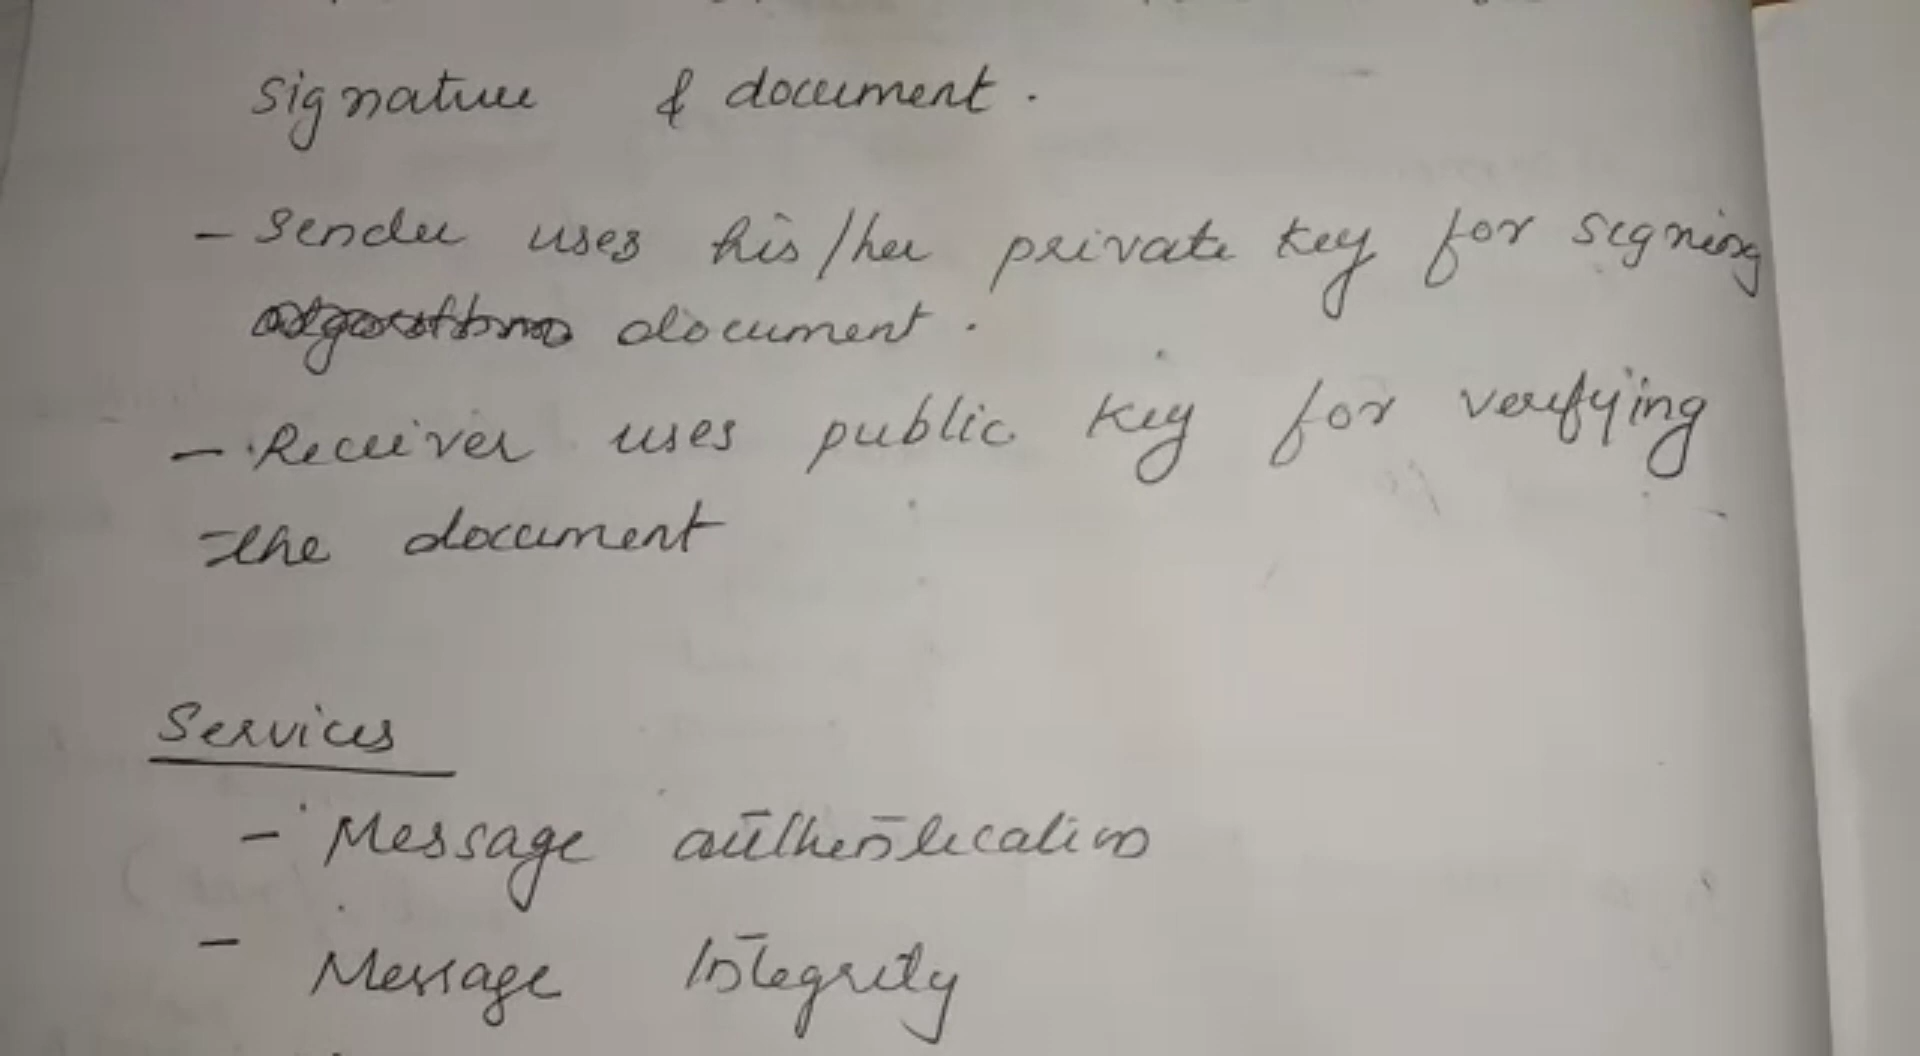 signature & document.
- Sender uses his/her private key for signing
document.
- Receiver uses public key for verifying
the document
Services
- Message authentication
- Message Integrity